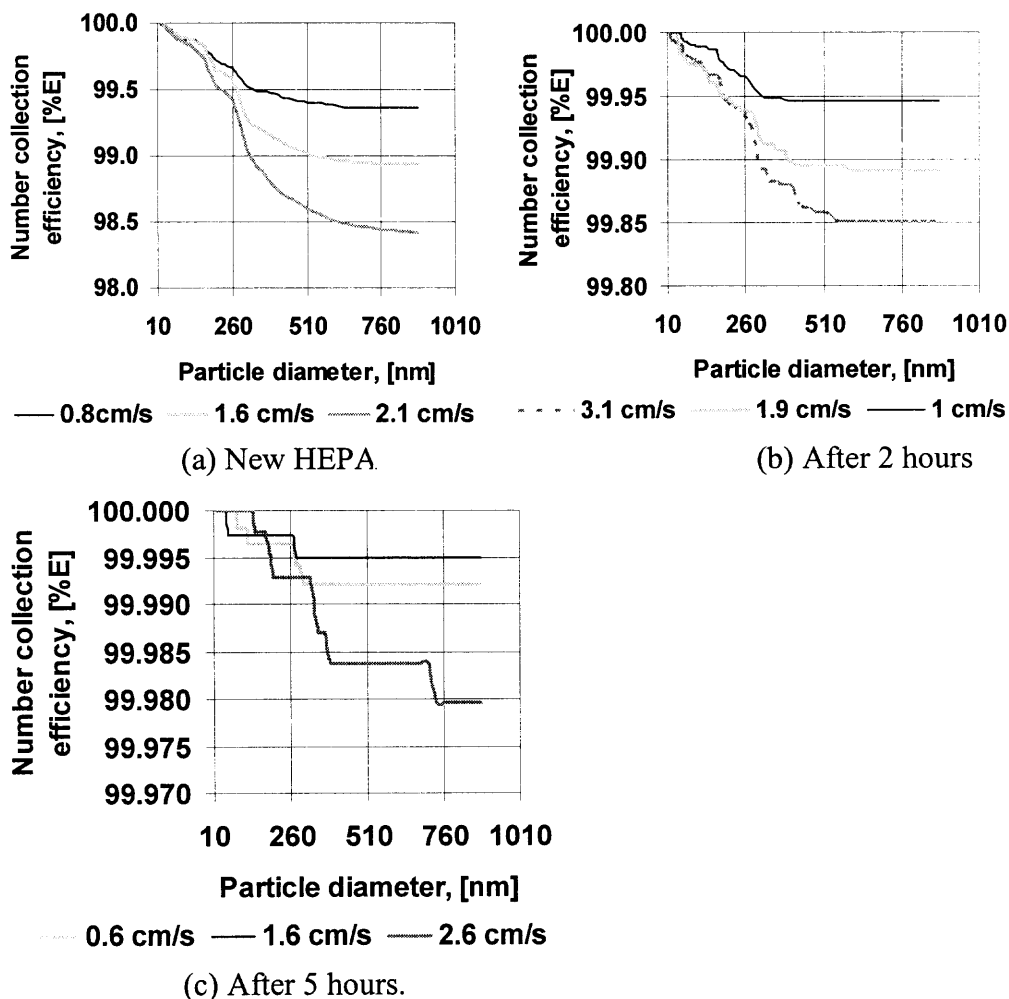 Number collection
efficiency, [%E]
100.0
99.5
99.0
98.5
98.0
10 260 510 760 1010
Particle diameter, [nm]
0.8cm/s 1.6 cm/s 2.1 cm/s
(a) New HEPA
Number collection
efficiency, [%E]
100.00
99.95
99.90
99.85
99.80
10 260 510 760 1010
Particle diameter, [nm]
3.1 cm/s 1.9 cm/s 1 cm/s
(b) After 2 hours
Number collection
efficiency, [%E]
100.000
99.995
99.990
99.985
99.980
99.975
99.970
10 260 510 760 1010
Particle diameter, [nm]
0.6 cm/s 1.6 cm/s 2.6 cm/s
(c) After 5 hours.